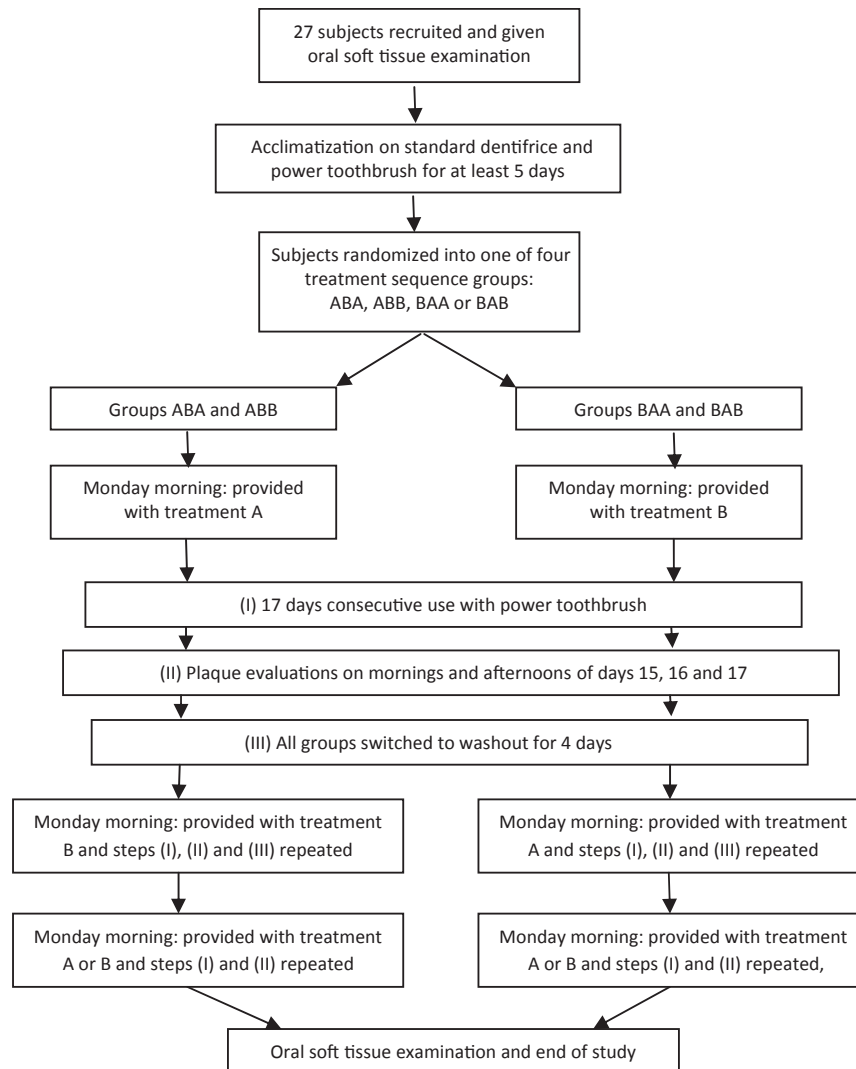 27 subjects recruited and given
oral soft tissue examination
Acclimatization on standard dentifrice and
power toothbrush for at least 5 days
Subjects randomized into one of four
treatment sequence groups:
ABA, ABB, BAA or BAB
Groups ABA and ABB
Groups BAA and BAB
Monday morning: provided
with treatment A
Monday morning: provided
with treatment B
(I) 17 days consecutive use with power toothbrush
(II) Plaque evaluations on mornings and afternoons of days 15, 16 and 17
(III) All groups switched to washout for 4 days
Monday morning: provided with treatment
B and steps (I), (II) and (III) repeated
Monday morning: provided with treatment
A and steps (I), (II) and (III) repeated
Monday morning: provided with treatment
A or B and steps (I) and (II) repeated
Monday morning: provided with treatment
A or B and steps (I) and (II) repeated,
Oral soft tissue examination and end of study